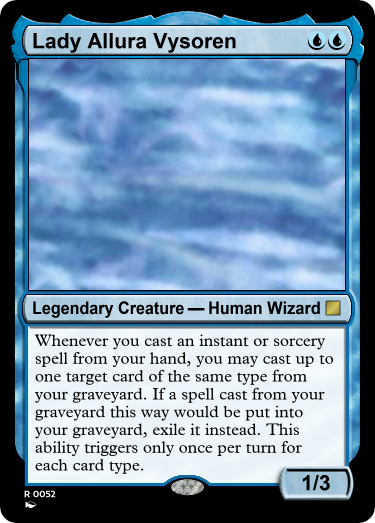 Lady Allura Vysoren
Legendary Creature — Human Wizard
Whenever you cast an instant or sorcery
spell from your hand, you may cast up to
one target card of the same type from
your graveyard. If a spell cast from your
graveyard this way would be put into
your graveyard, exile it instead. This
ability triggers only once per turn for
each card type.
1/3
R 0052